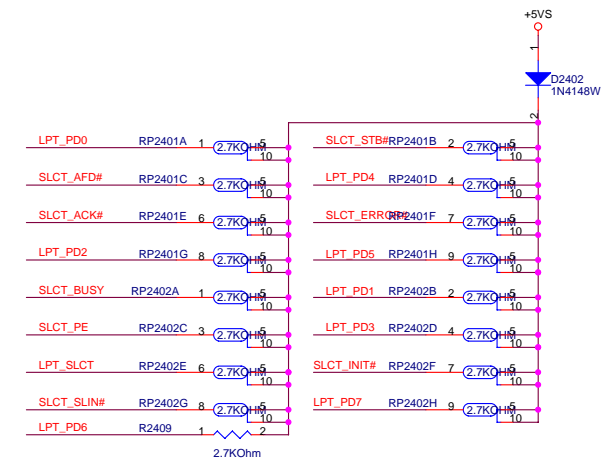 +5VS
1
D2402
1N4148W
2
LPT_PD0 RP2401A 1 2.7KOHM 5 10
SLCT_STB# RP2401B 2 2.7KOHM 5 10
SLCT_AFD# RP2401C 3 2.7KOHM 5 10
LPT_PD4 RP2401D 4 2.7KOHM 5 10
SLCT_ACK# RP2401E 6 2.7KOHM 5 10
SLCT_ERROR# RP2401F 7 2.7KOHM 5 10
LPT_PD2 RP2401G 8 2.7KOHM 5 10
LPT_PD5 RP2401H 9 2.7KOHM 5 10
SLCT_BUSY RP2402A 1 2.7KOHM 5 10
LPT_PD1 RP2402B 2 2.7KOHM 5 10
SLCT_PE RP2402C 3 2.7KOHM 5 10
LPT_PD3 RP2402D 4 2.7KOHM 5 10
LPT_SLCT RP2402E 6 2.7KOHM 5 10
SLCT_INIT# RP2402F 7 2.7KOHM 5 10
SLCT_SLIN# RP2402G 8 2.7KOHM 5 10
LPT_PD7 RP2402H 9 2.7KOHM 5 10
LPT_PD6 R2409 1 2
2.7KOhm